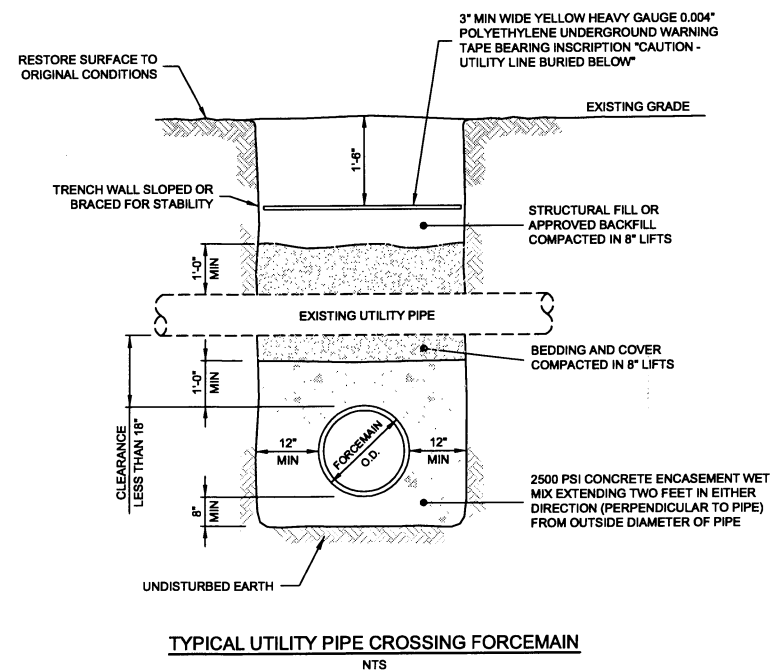 3" MIN WIDE YELLOW HEAVY GAUGE 0.004"
POLYETHYLENE UNDERGROUND WARNING
TAPE BEARING INSCRIPTION "CAUTION -
UTILITY LINE BURIED BELOW"
RESTORE SURFACE TO
ORIGINAL CONDITIONS
EXISTING GRADE
1'-6"
TRENCH WALL SLOPED OR
BRACED FOR STABILITY
STRUCTURAL FILL OR
APPROVED BACKFILL
COMPACTED IN 8" LIFTS
1'-0"
MIN
EXISTING UTILITY PIPE
BEDDING AND COVER
COMPACTED IN 8" LIFTS
1'-0"
MIN
CLEARANCE
LESS THAN 18"
12"
MIN
FORCEMAIN
O.D.
12"
MIN
8"
MIN
2500 PSI CONCRETE ENCASEMENT WET
MIX EXTENDING TWO FEET IN EITHER
DIRECTION (PERPENDICULAR TO PIPE)
FROM OUTSIDE DIAMETER OF PIPE
UNDISTURBED EARTH
TYPICAL UTILITY PIPE CROSSING FORCEMAIN
NTS